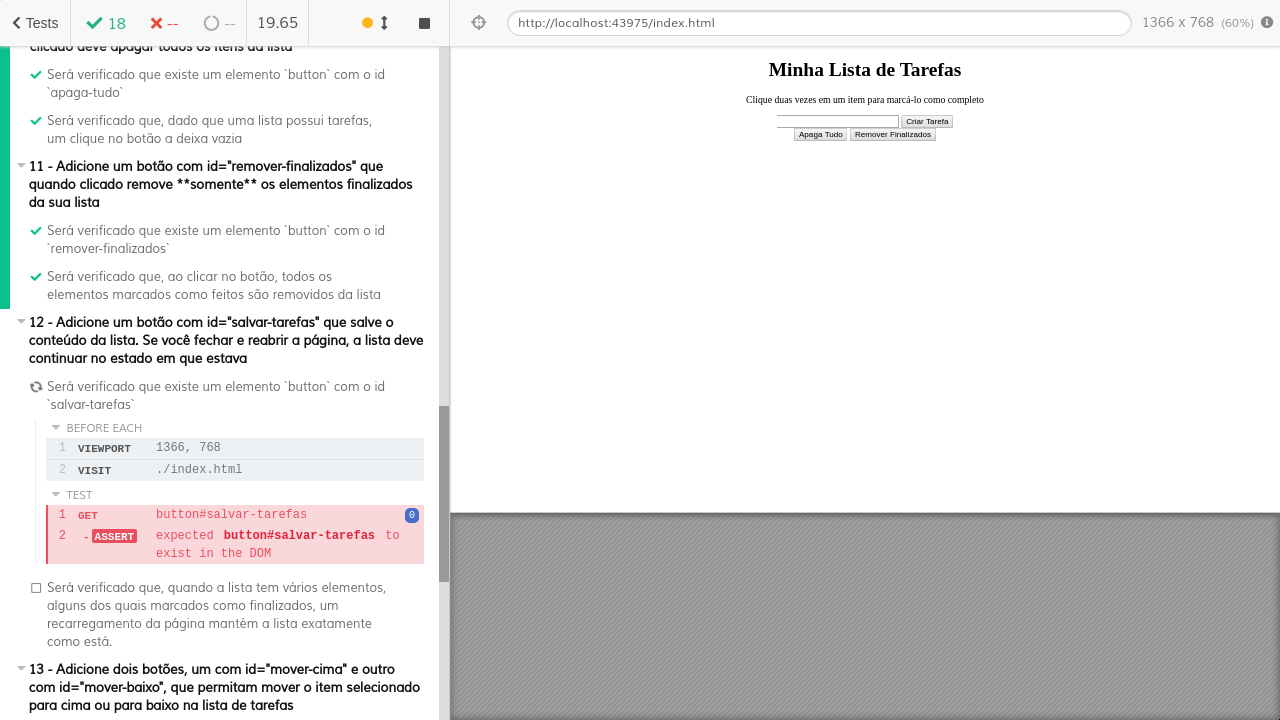 Tests
18
--
--
19.65
http://localhost:43975/index.html
1366 x 768 (60%)
clicado deve apagar todos os itens da lista
Será verificado que existe um elemento `button` com o id
`apaga-tudo`
Será verificado que, dado que uma lista possui tarefas,
um clique no botão a deixa vazia
11 - Adicione um botão com id="remover-finalizados" que
quando clicado remove **somente** os elementos finalizados
da sua lista
Será verificado que existe um elemento `button` com o id
`remover-finalizados`
Será verificado que, ao clicar no botão, todos os
elementos marcados como feitos são removidos da lista
12 - Adicione um botão com id="salvar-tarefas" que salve o
conteúdo da lista. Se você fechar e reabrir a página, a lista deve
continuar no estado em que estava
Será verificado que existe um elemento `button` com o id
`salvar-tarefas`
BEFORE EACH
1 VIEWPORT 1366, 768
2 VISIT ./index.html
TEST
1 GET button#salvar-tarefas 0
2 -ASSERT expected button#salvar-tarefas to
exist in the DOM
Será verificado que, quando a lista tem vários elementos,
alguns dos quais marcados como finalizados, um
recarregamento da página mantém a lista exatamente
como está.
13 - Adicione dois botões, um com id="mover-cima" e outro
com id="mover-baixo", que permitam mover o item selecionado
para cima ou para baixo na lista de tarefas
Minha Lista de Tarefas
Clique duas vezes em um item para marcá-lo como completo
Criar Tarefa
Apaga Tudo Remover Finalizados